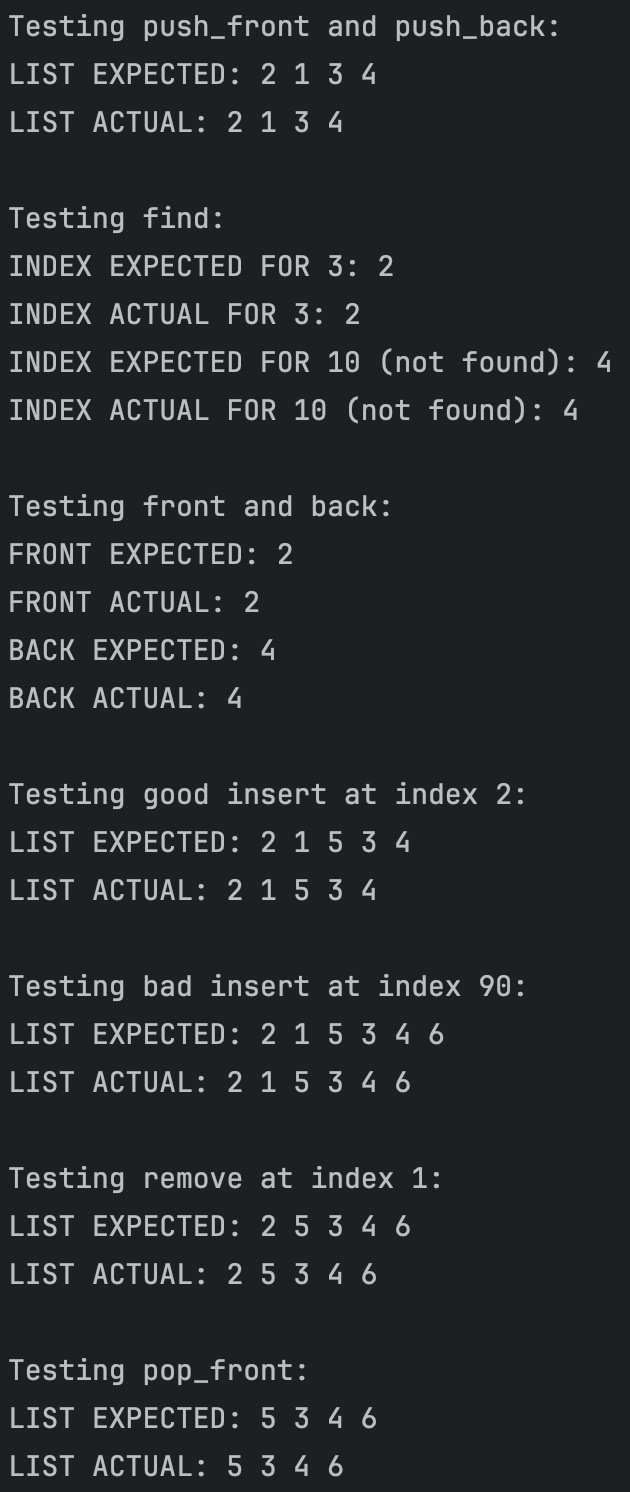 Testing push_front and push_back:
LIST EXPECTED: 2 1 3 4
LIST ACTUAL: 2 1 3 4
Testing find:
INDEX EXPECTED FOR 3: 2
INDEX ACTUAL FOR 3: 2
INDEX EXPECTED FOR 10 (not found): 4
INDEX ACTUAL FOR 10 (not found): 4
Testing front and back:
FRONT EXPECTED: 2
FRONT ACTUAL: 2
BACK EXPECTED: 4
BACK ACTUAL: 4
Testing good insert at index 2:
LIST EXPECTED: 2 1 5 3 4
LIST ACTUAL: 2 1 5 3 4
Testing bad insert at index 90:
LIST EXPECTED: 2 1 5 3 4 6
LIST ACTUAL: 2 1 5 3 4 6
Testing remove at index 1:
LIST EXPECTED: 2 5 3 4 6
LIST ACTUAL: 2 5 3 4 6
Testing pop_front:
LIST EXPECTED: 5 3 4 6
LIST ACTUAL: 5 3 4 6